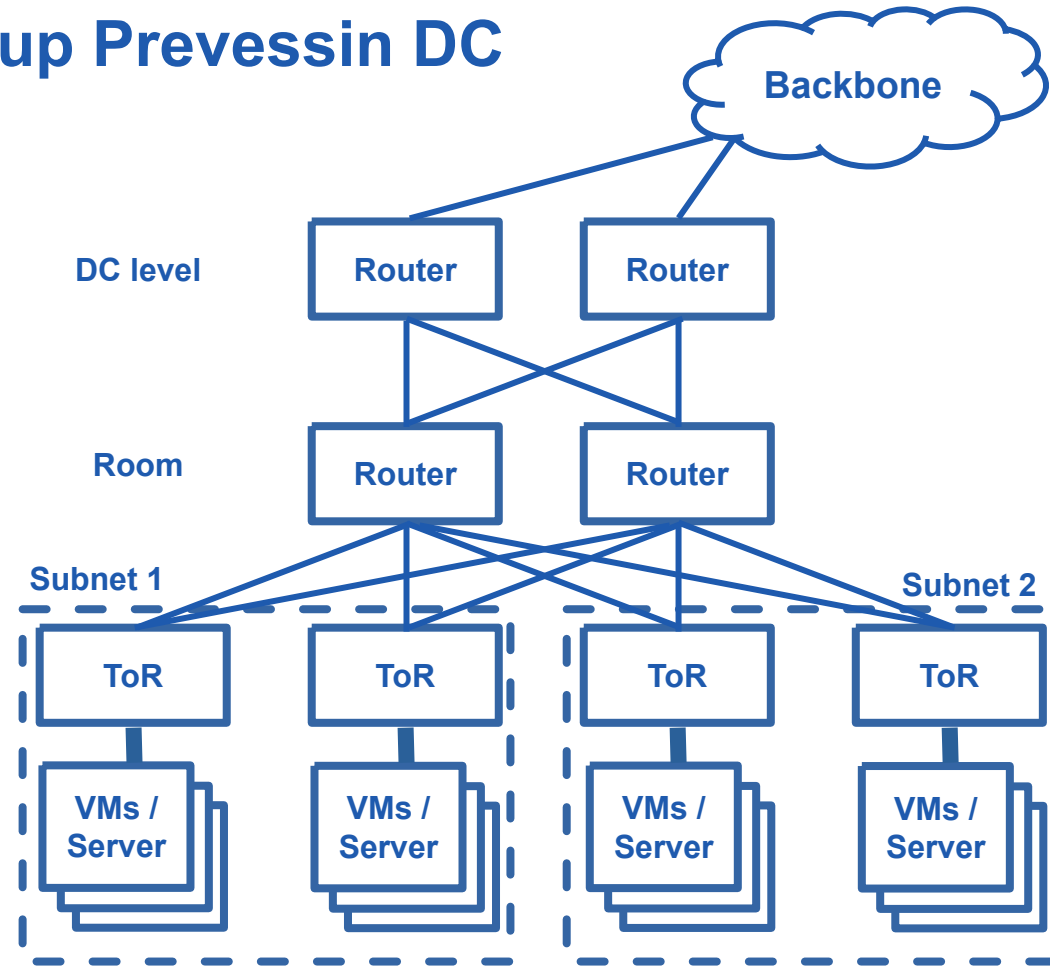 up Prevessin DC
Backbone
DC level
Router
Router
Room
Router
Router
Subnet 1
Subnet 2
ToR
ToR
ToR
ToR
VMs /
Server
VMs /
Server
VMs /
Server
VMs /
Server